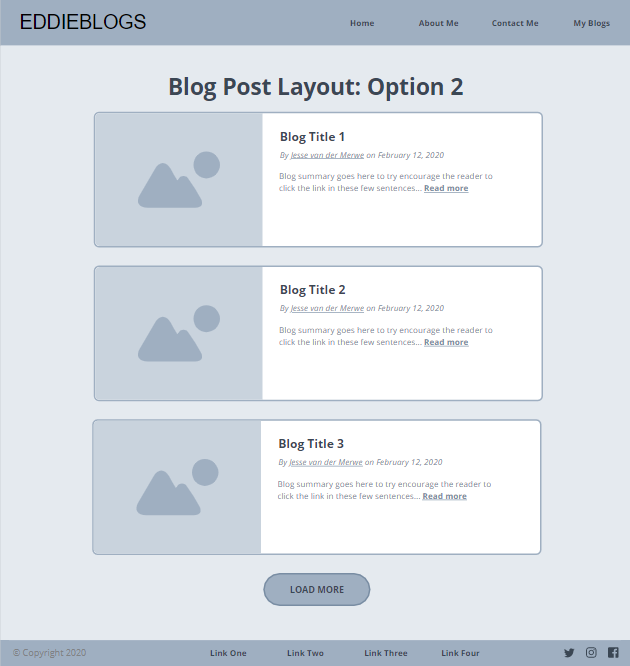 EDDIEBLOGS
Home About Me Contact Me My Blogs
Blog Post Layout: Option 2
Blog Title 1
By Jesse van der Merwe on February 12, 2020
Blog summary goes here to try encourage the reader to
click the link in these few sentences... Read more
Blog Title 2
By Jesse van der Merwe on February 12, 2020
Blog summary goes here to try encourage the reader to
click the link in these few sentences... Read more
Blog Title 3
By Jesse van der Merwe on February 12, 2020
Blog summary goes here to try encourage the reader to
click the link in these few sentences... Read more
LOAD MORE
© Copyright 2020 Link One Link Two Link Three Link Four